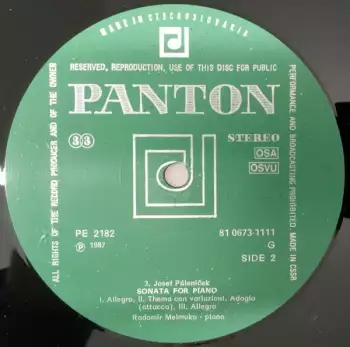 MADE IN CZECHOSLOVAKIA
ALL RIGHTS OF THE RECORD PRODUCER AND OF THE OWNER RESERVED, REPRODUCTION, USE OF THIS DISC FOR PUBLIC PERFORMANCE AND BROADCASTING PROHIBITED. MADE IN CSSR
PANTON
33
STEREO
OSA
OSVU
PE 2182
81 0673-1111
Ⓟ 1987
G
SIDE 2
3. Josef Páleníček
SONATA FOR PIANO
I. Allegro, II. Thema con variazioni. Adagio
(attacca), III. Allegro
Radomír Melmuka - piano